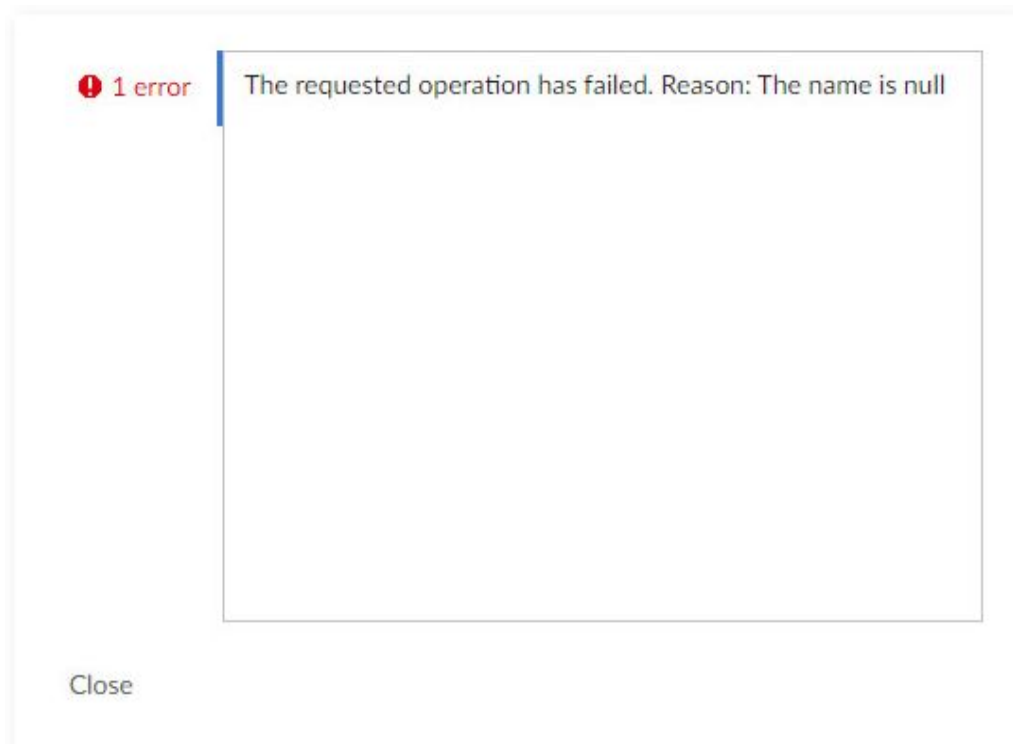 1 error
The requested operation has failed. Reason: The name is null
Close